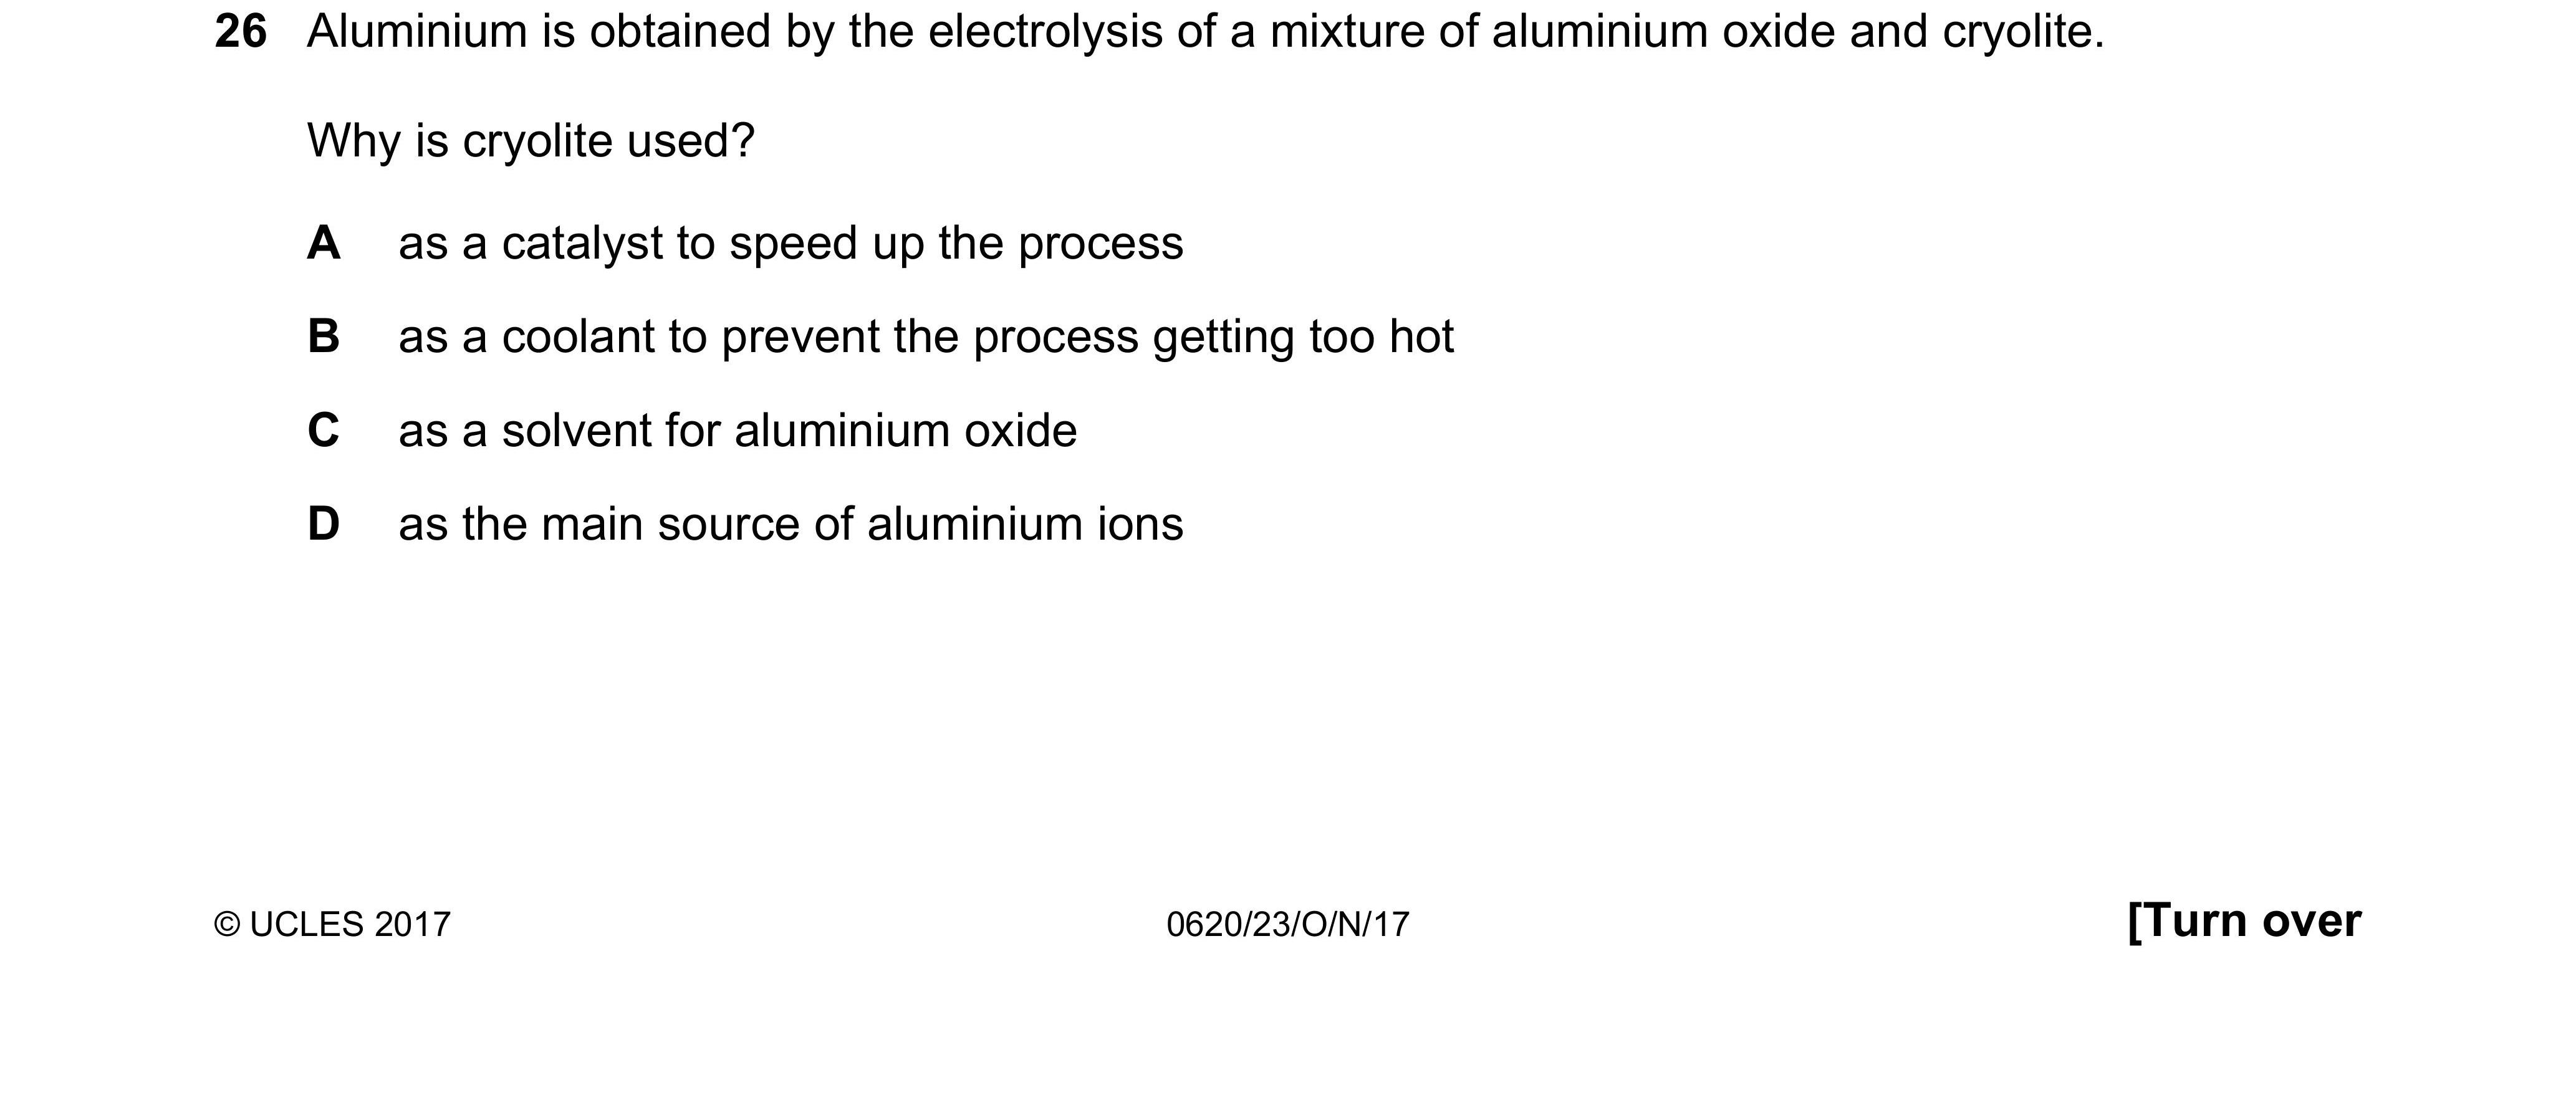 26 Aluminium is obtained by the electrolysis of a mixture of aluminium oxide and cryolite.
Why is cryolite used?
A as a catalyst to speed up the process
B as a coolant to prevent the process getting too hot
C as a solvent for aluminium oxide
D as the main source of aluminium ions
© UCLES 2017 0620/23/O/N/17 [Turn over